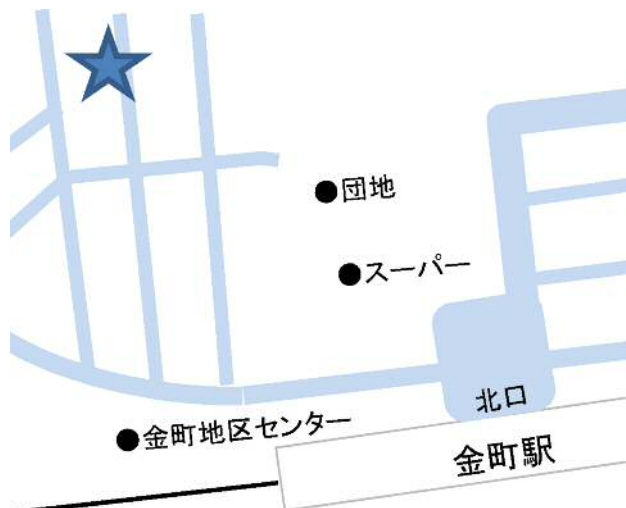 団地
スーパー
北口
金町地区センター
金町駅